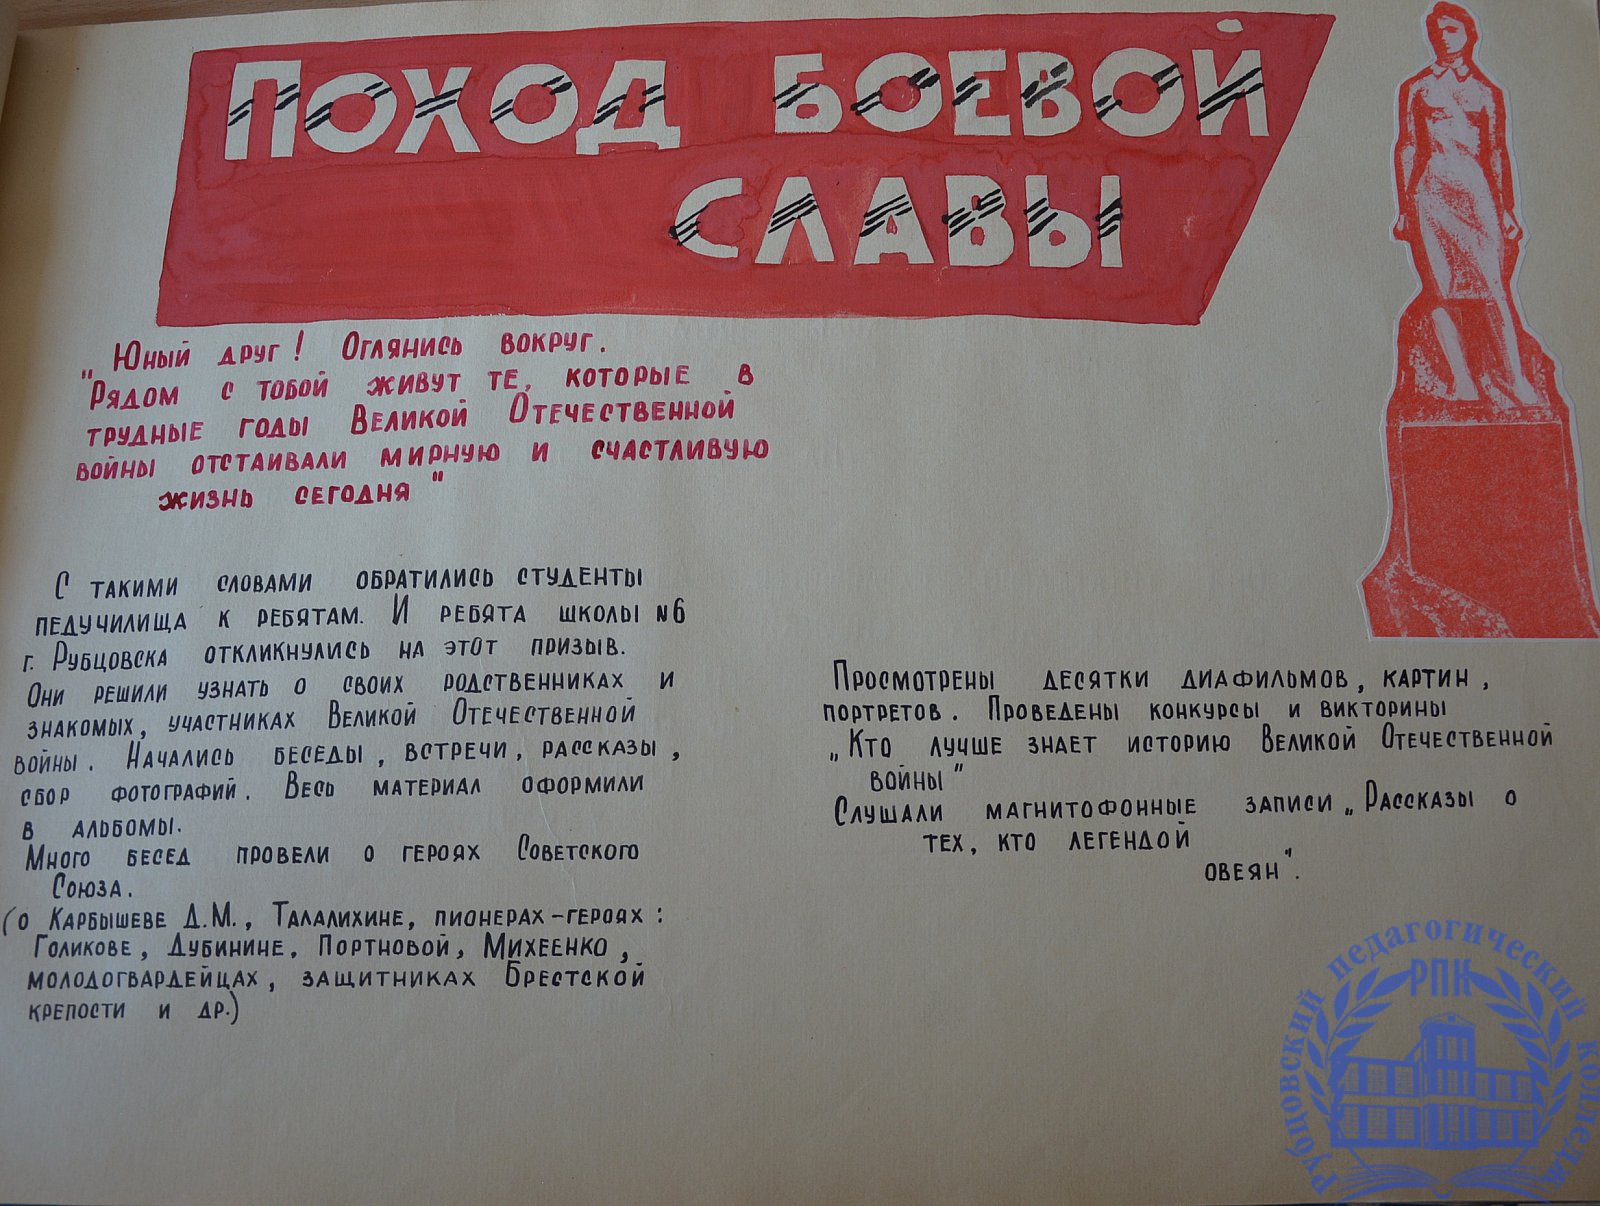 ПОХОД БОЕВОЙ
СЛАВЫ
„Юный друг! Оглянись вокруг.
Рядом с тобой живут те, которые в
трудные годы Великой Отечественной
войны отстаивали мирную и счастливую
жизнь сегодня"
С такими словами обратились студенты
педучилища к ребятам. И ребята школы №6
г. Рубцовска откликнулись на этот призыв.
Они решили узнать о своих родственниках и
знакомых, участниках Великой Отечественной
войны. Начались беседы, встречи, рассказы,
сбор фотографий. Весь материал оформили
в альбомы.
Много бесед провели о героях Советского
Союза.
(о Карбышеве Д.М., Талалихине, пионерах-героях:
Голикове, Дубинине, Портновой, Михеенко,
молодогвардейцах, защитниках Брестской
крепости и др.)
Просмотрены десятки диафильмов, картин,
портретов. Проведены конкурсы и викторины
„Кто лучше знает историю Великой Отечественной
войны"
Слушали магнитофонные записи „Рассказы о
тех, кто легендой
овеян".
Рубцовский педагогический колледж
РПК